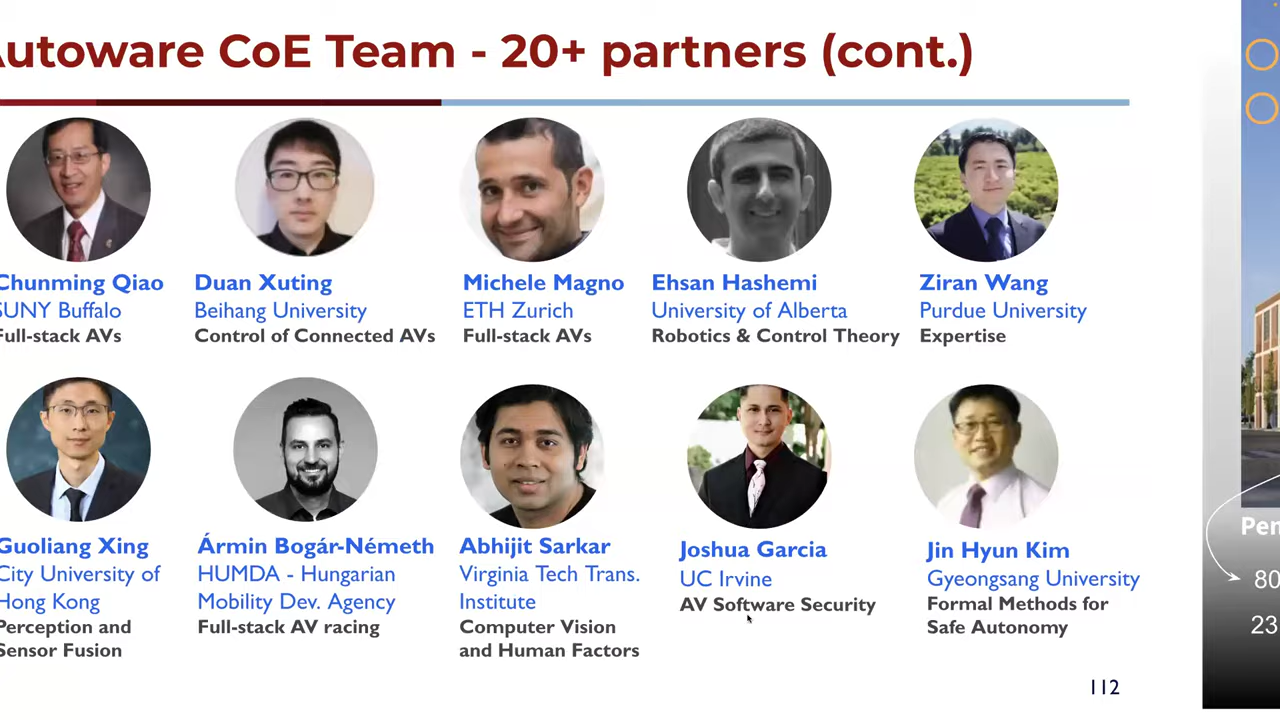 Autoware CoE Team - 20+ partners (cont.)
Chunming Qiao
SUNY Buffalo
Full-stack AVs
Duan Xuting
Beihang University
Control of Connected AVs
Michele Magno
ETH Zurich
Full-stack AVs
Ehsan Hashemi
University of Alberta
Robotics & Control Theory
Ziran Wang
Purdue University
Expertise
Guoliang Xing
City University of
Hong Kong
Perception and
Sensor Fusion
Ármin Bogár-Németh
HUMDA - Hungarian
Mobility Dev. Agency
Full-stack AV racing
Abhijit Sarkar
Virginia Tech Trans.
Institute
Computer Vision
and Human Factors
Joshua Garcia
UC Irvine
AV Software Security
Jin Hyun Kim
Gyeongsang University
Formal Methods for
Safe Autonomy
112
Pen
80
23